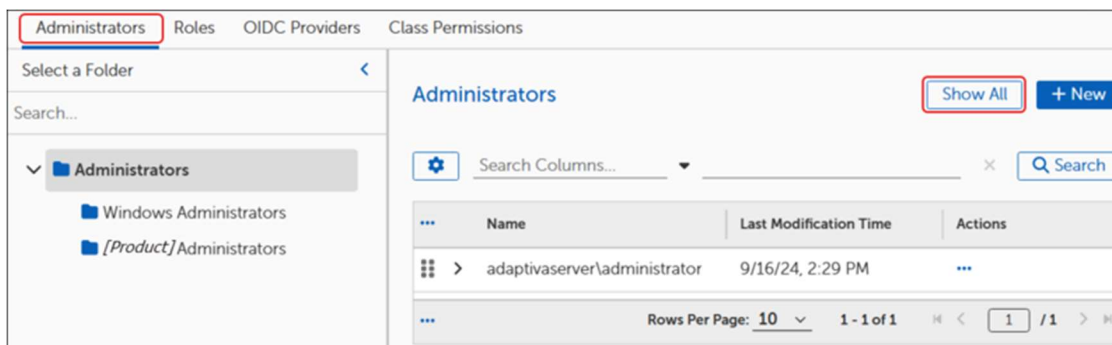 Administrators Roles OIDC Providers Class Permissions
Select a Folder
Search...
Administrators
Windows Administrators
[Product] Administrators
Administrators
Show All
+ New
Search Columns...
Search
Name Last Modification Time Actions
adaptivaserver\administrator 9/16/24, 2:29 PM
Rows Per Page: 10 1 - 1 of 1 1 / 1